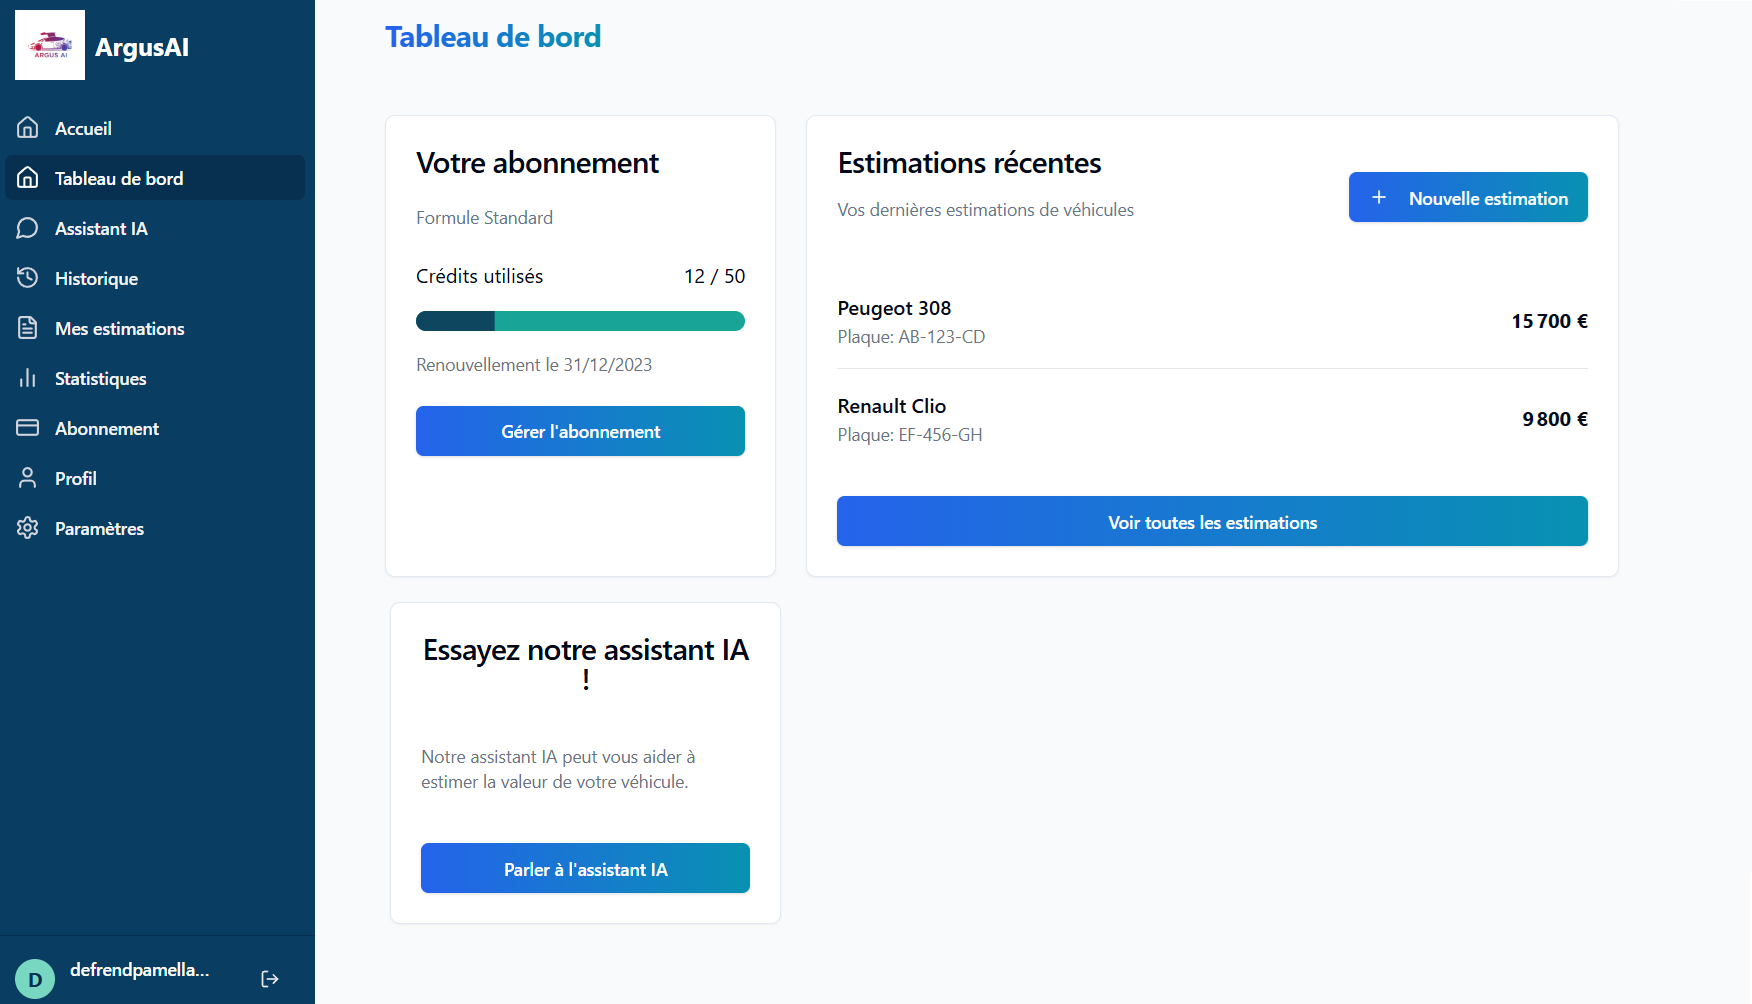 ARGUS AI
ArgusAI
Accueil
Tableau de bord
Assistant IA
Historique
Mes estimations
Statistiques
Abonnement
Profil
Paramètres
D
defrendpamella...
Tableau de bord
Votre abonnement
Formule Standard
Crédits utilisés 12 / 50
Renouvellement le 31/12/2023
Gérer l'abonnement
Estimations récentes
Vos dernières estimations de véhicules
+ Nouvelle estimation
Peugeot 308
Plaque: AB-123-CD
15 700 €
Renault Clio
Plaque: EF-456-GH
9 800 €
Voir toutes les estimations
Essayez notre assistant IA
!
Notre assistant IA peut vous aider à
estimer la valeur de votre véhicule.
Parler à l'assistant IA